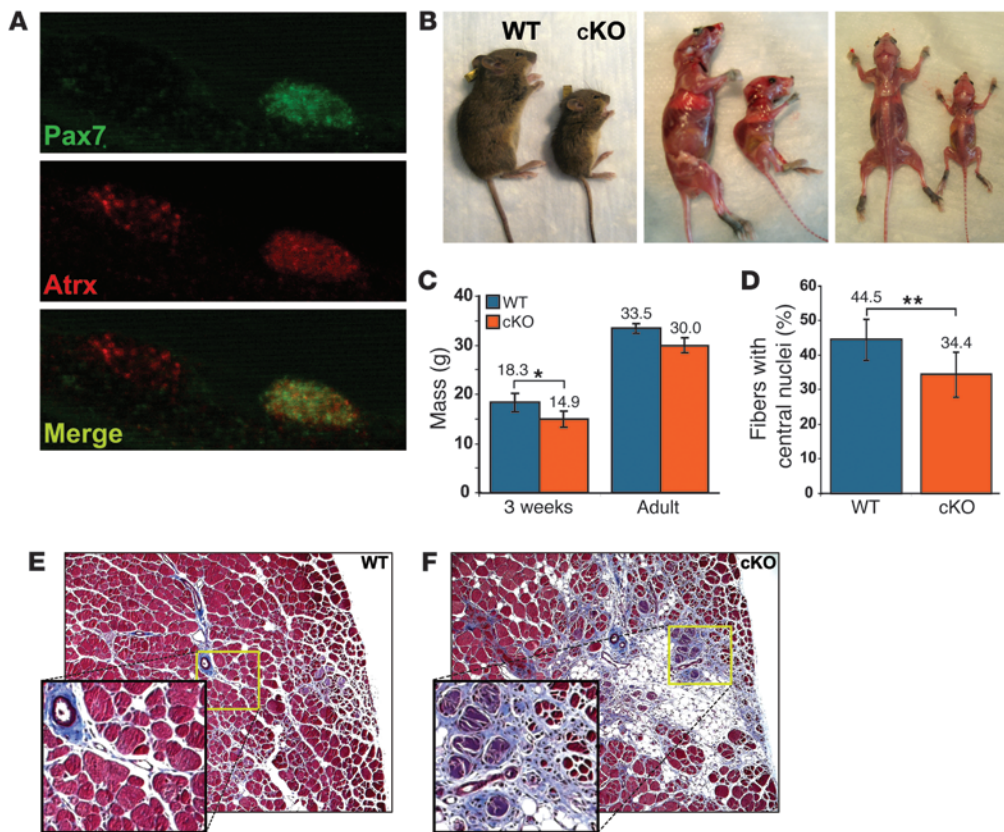 A
Pax7
Atrx
Merge
B
WT cKO
C
WT
cKO
Mass (g)
40
30
20
10
0
18.3
*
14.9
33.5
30.0
3 weeks
Adult
D
Fibers with
central nuclei (%)
60
50
40
30
20
10
0
44.5
**
34.4
WT
cKO
E
WT
F
cKO